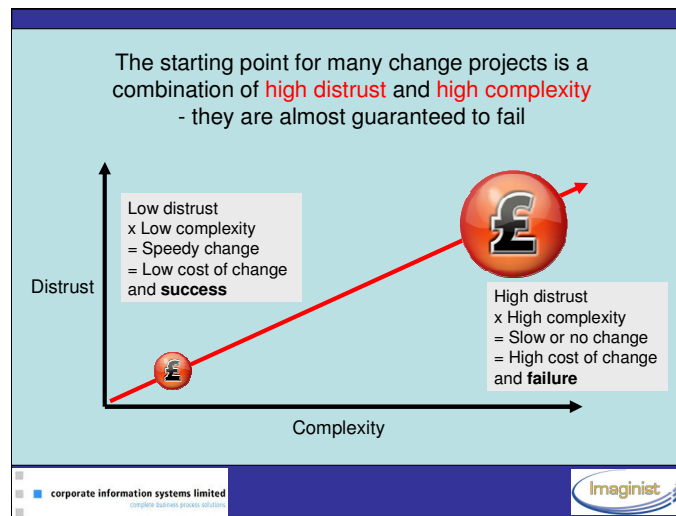 The starting point for many change projects is a
combination of high distrust and high complexity
- they are almost guaranteed to fail
Low distrust
x Low complexity
= Speedy change
= Low cost of change
and success
£
Distrust
High distrust
x High complexity
= Slow or no change
= High cost of change
and failure
£
Complexity
corporate information systems limited
complete business process solutions
Imaginist